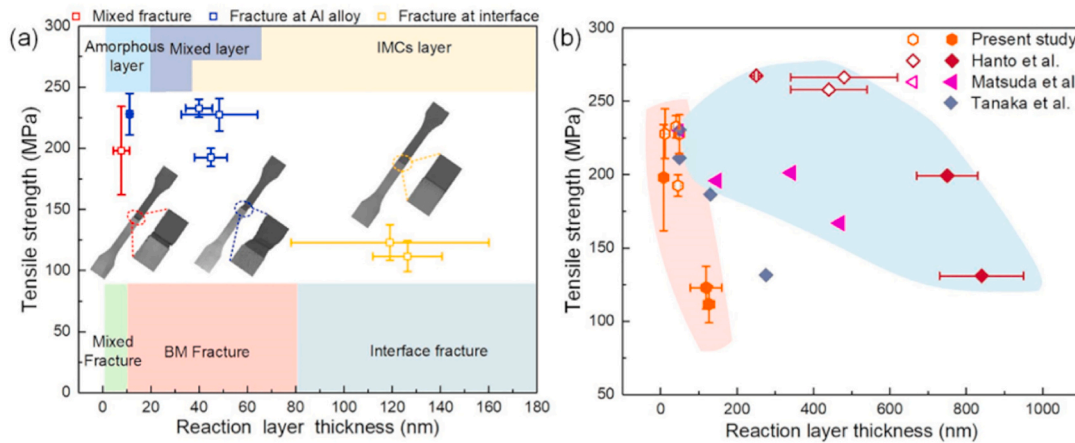 Mixed fracture
Fracture at Al alloy
Fracture at interface
(a)
300
250
200
150
100
50
0
Tensile strength (MPa)
Amorphous
layer
Mixed layer
IMCs layer
Mixed
Fracture
BM Fracture
Interface fracture
0 20 40 60 80 100 120 140 160 180
Reaction layer thickness (nm)
(b)
300
250
200
150
100
50
Tensile strength (MPa)
Present study
Hanto et al.
Matsuda et al.
Tanaka et al.
0 200 400 600 800 1000
Reaction layer thickness (nm)